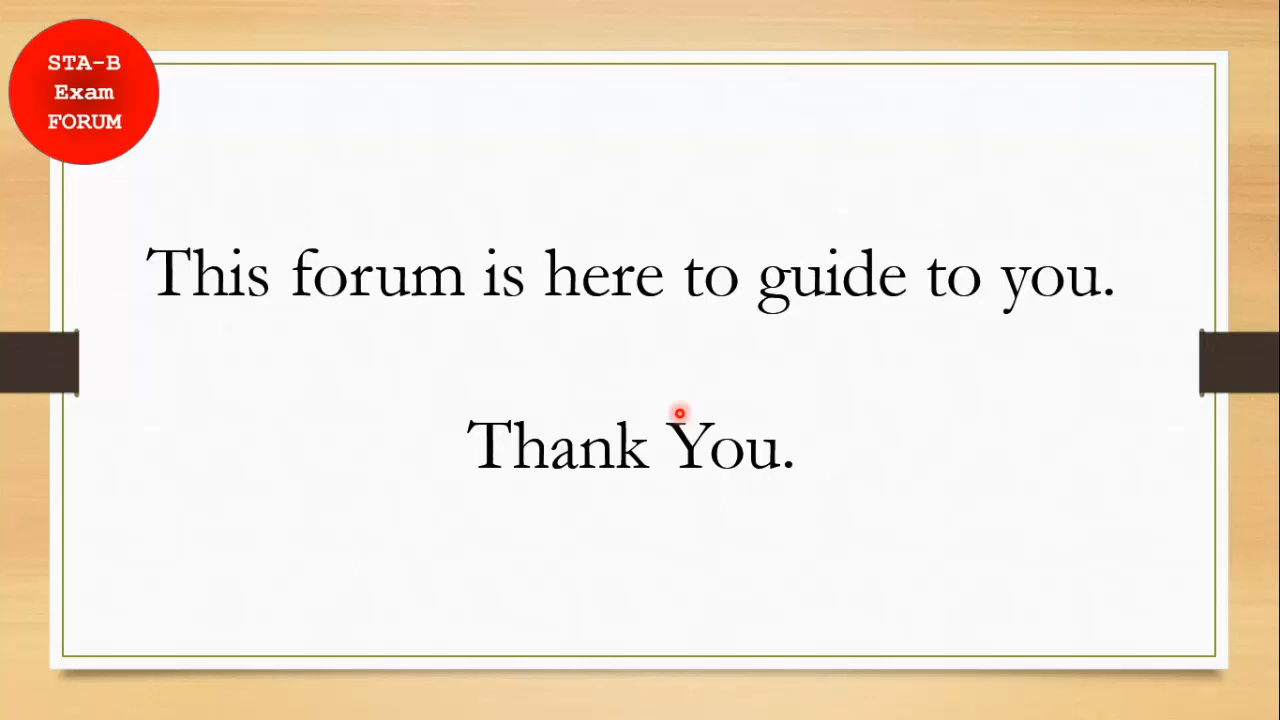 STA-B
Exam
FORUM
This forum is here to guide to you.
Thank You.